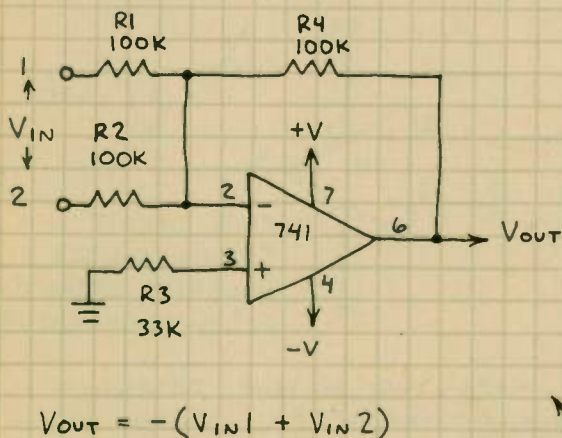 R1
100K
R4
100K
1
VIN
2
R2
100K
+V
2
-
7
741
6
VOUT
3
+
4
R3
33K
-V
VOUT = -(VIN1 + VIN2)